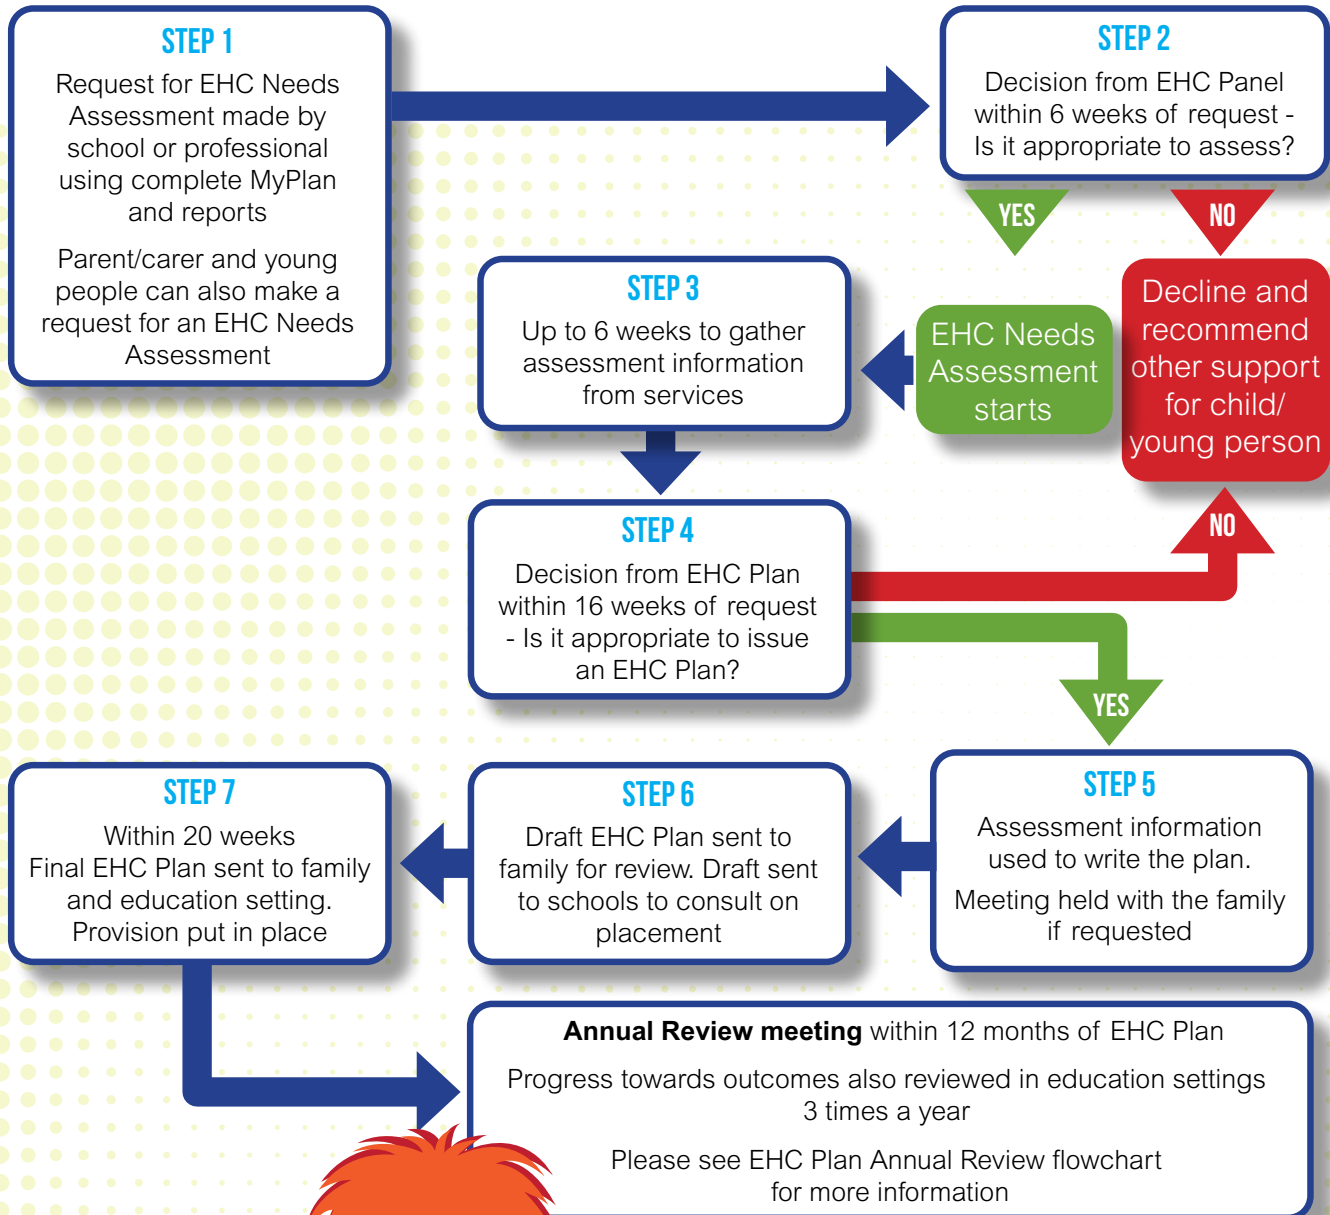 STEP 1
Request for EHC Needs
Assessment made by
school or professional
using complete MyPlan
and reports
Parent/carer and young
people can also make a
request for an EHC Needs
Assessment
STEP 2
Decision from EHC Panel
within 6 weeks of request -
Is it appropriate to assess?
YES
NO
STEP 3
Up to 6 weeks to gather
assessment information
from services
EHC Needs
Assessment
starts
Decline and
recommend
other support
for child/
young person
STEP 4
Decision from EHC Plan
within 16 weeks of request
- Is it appropriate to issue
an EHC Plan?
NO
YES
STEP 5
Assessment information
used to write the plan.
Meeting held with the family
if requested
STEP 6
Draft EHC Plan sent to
family for review. Draft sent
to schools to consult on
placement
STEP 7
Within 20 weeks
Final EHC Plan sent to family
and education setting.
Provision put in place
Annual Review meeting within 12 months of EHC Plan
Progress towards outcomes also reviewed in education settings
3 times a year
Please see EHC Plan Annual Review flowchart
for more information